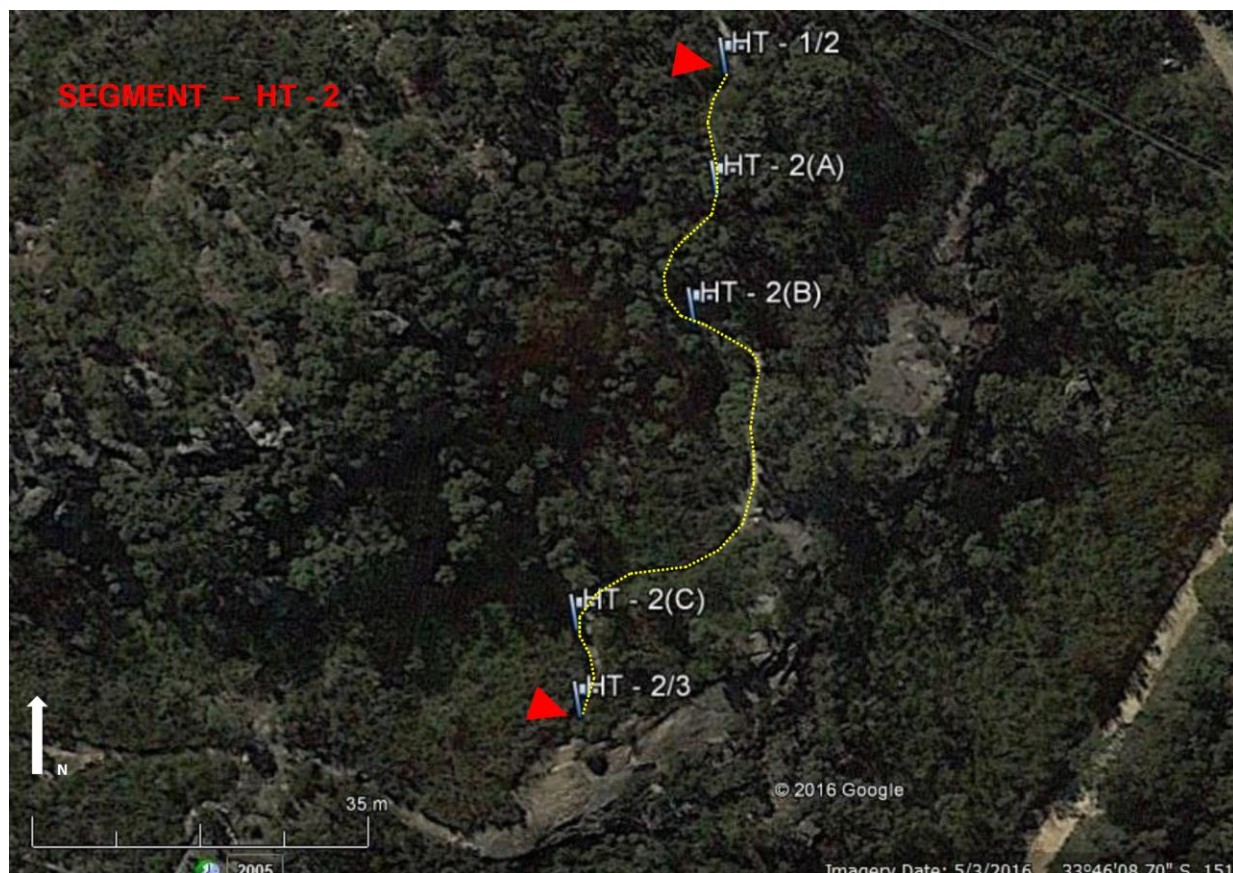 HT - 1/2
SEGMENT – HT - 2
HT - 2(A)
HT - 2(B)
HT - 2(C)
HT - 2/3
N
© 2016 Google
35 m
2005
Imagery Date: 5/3/2016 33°46'08.70" S 151